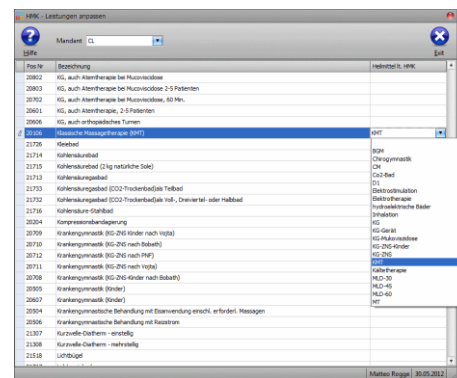 HMK - Leistungen anpassen
Mandant CL
Hilfe
Exit
Pos Nr Bezeichnung Heilmittel lt. HMK
20802 KG, auch Atemtherapie bei Mucoviscidose
20803 KG, auch Atemtherapie bei Mucoviscidose 2-5 Patienten
20702 KG, auch Atemtherapie bei Mucoviscidose, 60 Min.
20601 KG, auch Atemtherapie, 2-5 Patienten
20606 KG, auch orthopädisches Turnen
20106 Klassische Massagetherapie (KMT) KMT
21726 Kleiebad
21714 Kohlensäurebad
21715 Kohlensäurebad (2 kg natürliche Sole)
21713 Kohlensäuregasbad
21733 Kohlensäuregasbad (CO2-Trockenbad)als Teilbad
21732 Kohlensäuregasbad (CO2-Trockenbad)als Voll-, Dreiviertel- oder Halbbad
21716 Kohlensäure-Stahlbad
20204 Kompressionsbandagierung
20709 Krankengymnastik (KG-ZNS Kinder nach Vojta)
20710 Krankengymnastik (KG-ZNS nach Bobath)
20712 Krankengymnastik (KG-ZNS nach PNF)
20711 Krankengymnastik (KG-ZNS nach Vojta)
20708 Krankengymnastik (KG-ZNS-Kinder nach Bobath)
20505 Krankengymnastik (Kinder)
20607 Krankengymnastik (Kinder)
20504 Krankengymnastische Behandlung mit Eisanwendung einschl. erforderl. Massagen
20506 Krankengymnastische Behandlung mit Reizstrom
21307 Kurzwelle-Diatherm - einstellig
21308 Kurzwelle-Diatherm - mehrstellig
21518 Lichtbügel
BGM
Chirogymnastik
CM
Co2-Bad
D1
Elektrostimulation
Elektrotherapie
hydroelektrische Bäder
Inhalation
KG
KG-Gerät
KG-Mukoviszidose
KG-ZNS-Kinder
KG-ZNS
KMT
Kältetherapie
MLD-30
MLD-45
MLD-60
MT
Matteo Rogge 30.05.2012